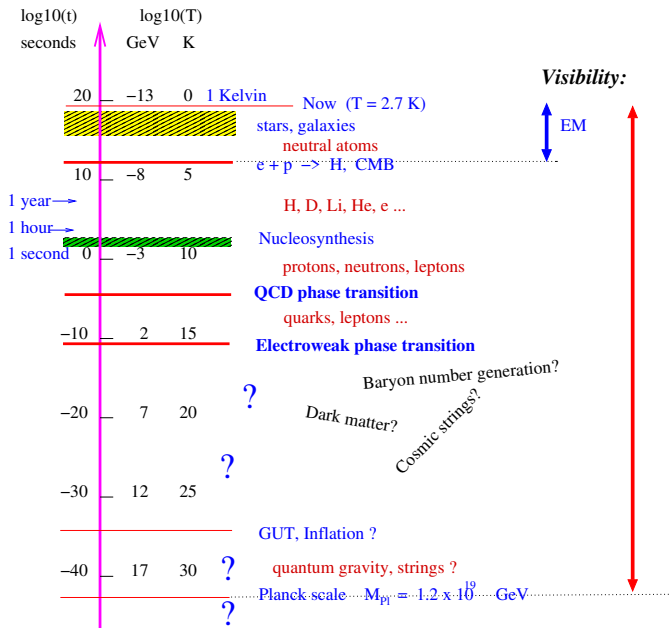 log10(t) log10(T)
seconds GeV K
Visibility:
20 −13 0 1 Kelvin
Now (T = 2.7 K)
EM
stars, galaxies
neutral atoms
e + p −> H, CMB
10 −8 5
1 year
H, D, Li, He, e ...
1 hour
Nucleosynthesis
1 second 0 −3 10
protons, neutrons, leptons
QCD phase transition
quarks, leptons ...
−10 2 15
Electroweak phase transition
Baryon number generation?
?
Dark matter?
Cosmic strings?
−20 7 20
?
−30 12 25
GUT, Inflation ?
?
−40 17 30
quantum gravity, strings ?
Planck scale M_Pl = 1.2 x 10^19 GeV
?